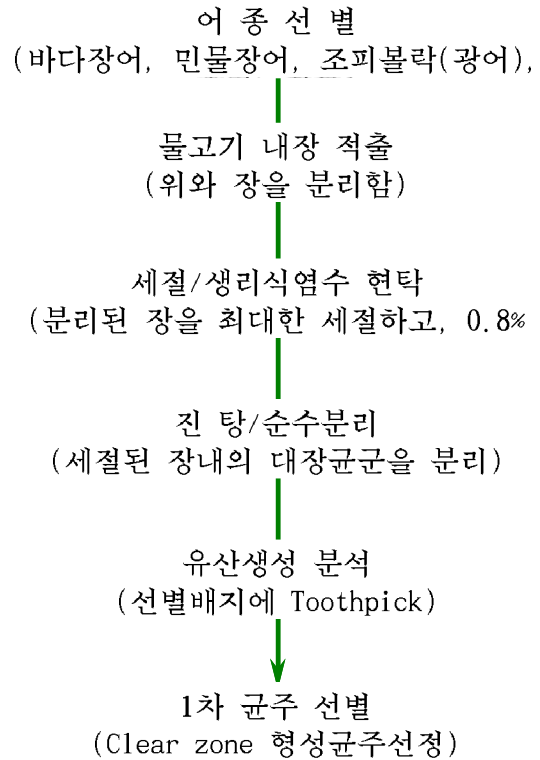 어 종 선 별
(바다장어, 민물장어, 조피볼락(광어),
물고기 내장 적출
(위와 장을 분리함)
세절/생리식염수 현탁
(분리된 장을 최대한 세절하고, 0.8%
진 탕/순수분리
(세절된 장내의 대장균군을 분리)
유산생성 분석
(선별배지에 Toothpick)
1차 균주 선별
(Clear zone 형성균주선정)